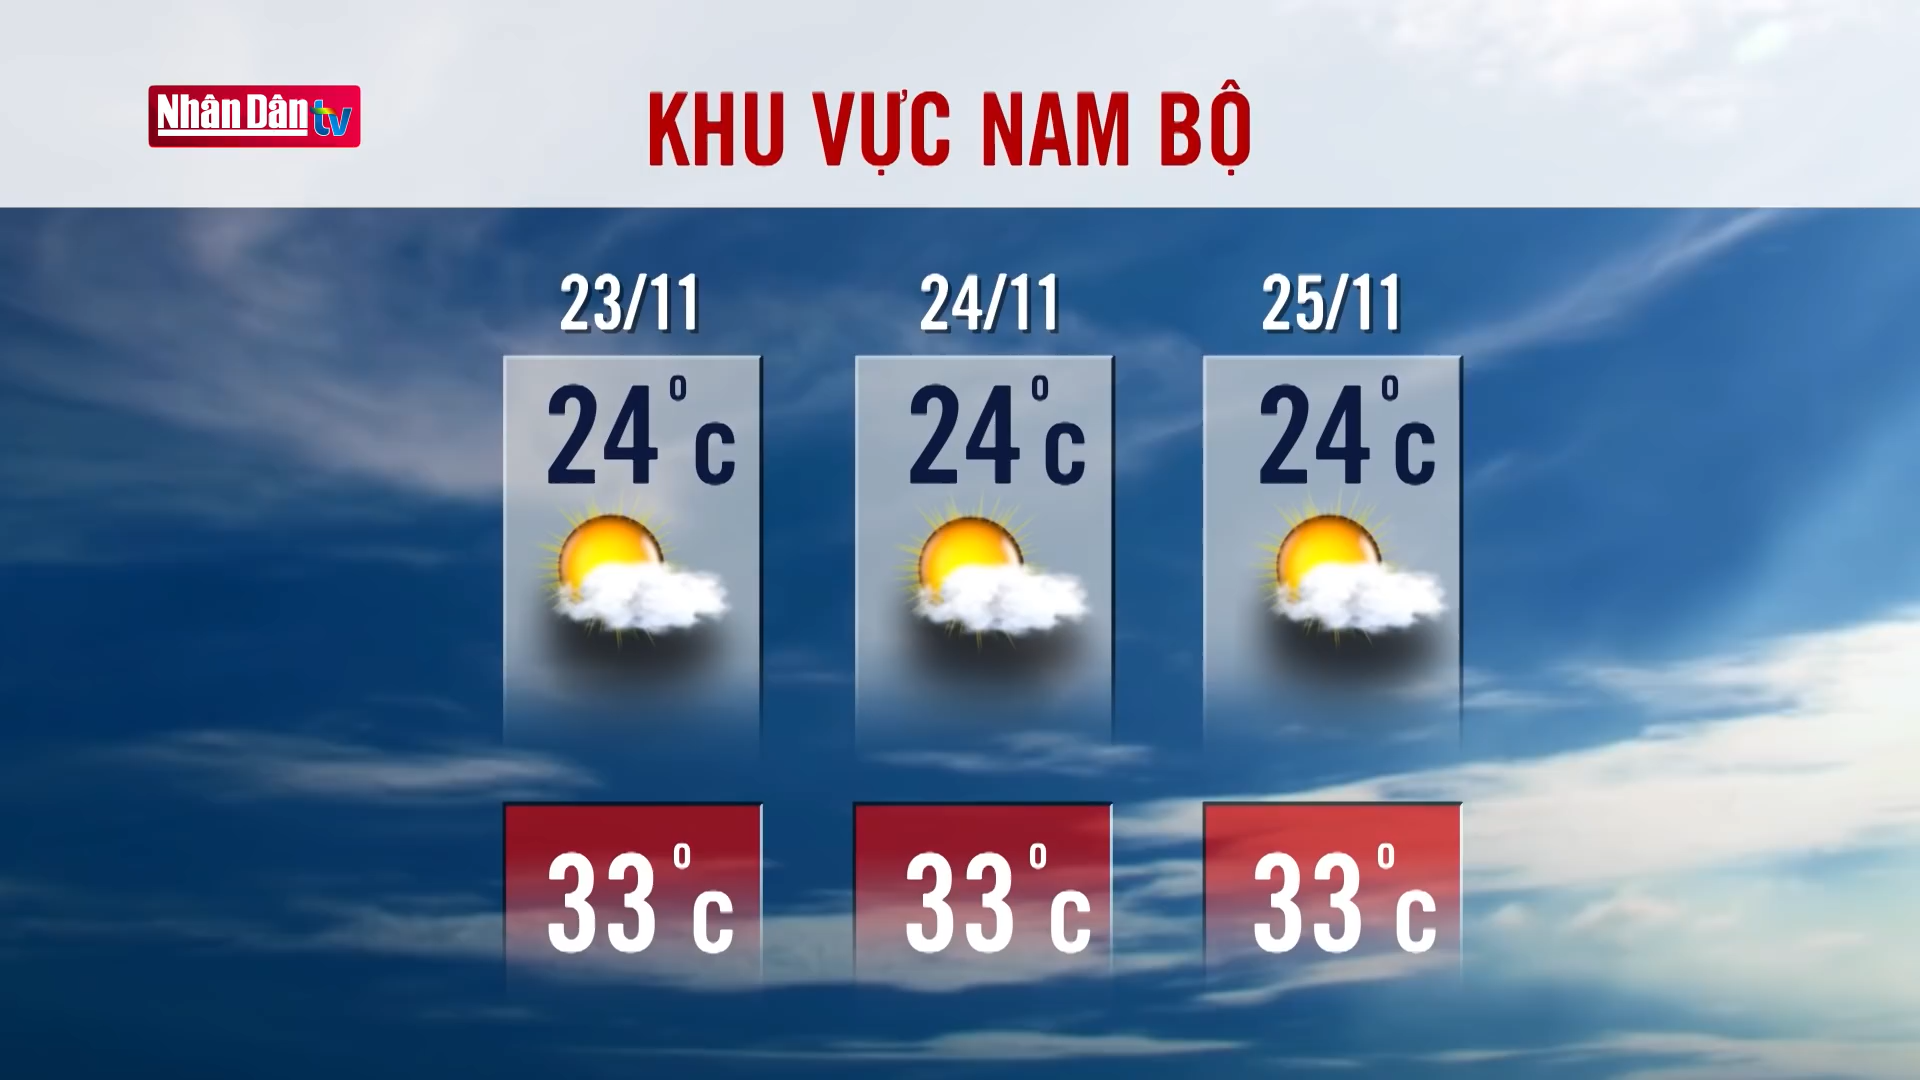 Nhân Dân tv
KHU VỰC NAM BỘ
23/11 24/11 25/11
24°C 24°C 24°C
33°C 33°C 33°C